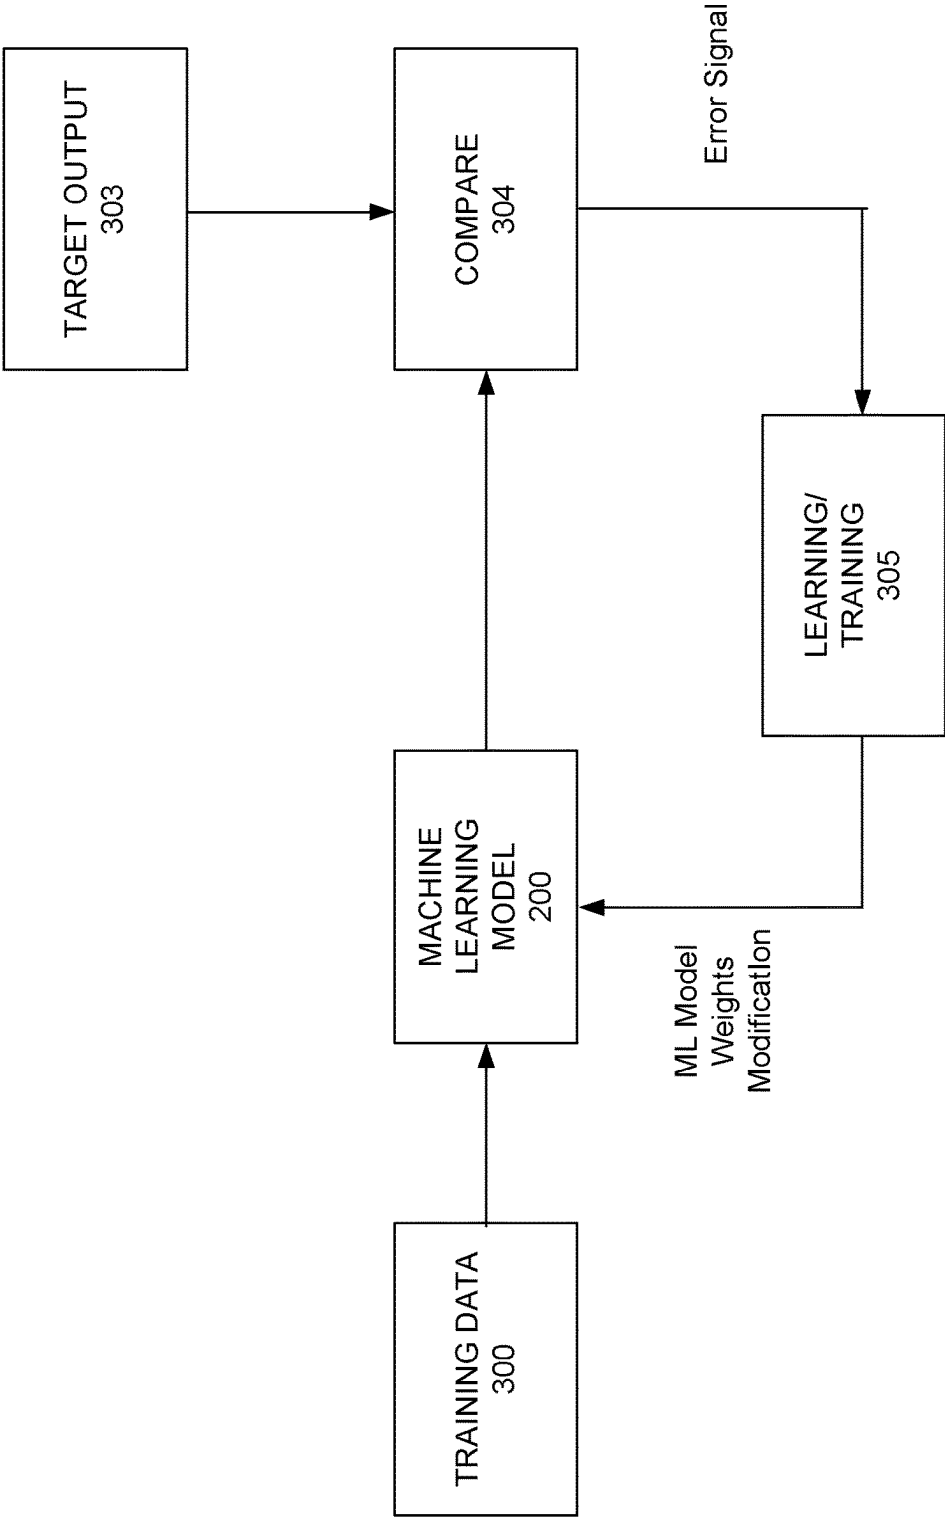 TARGET OUTPUT
303
COMPARE
304
Error Signal
LEARNING/
TRAINING
305
MACHINE
LEARNING
MODEL
200
ML Model
Weights
Modification
TRAINING DATA
300